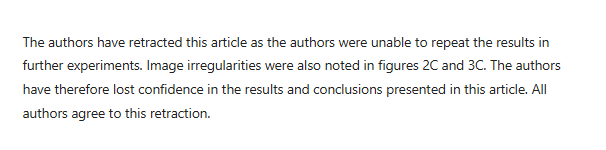 The authors have retracted this article as the authors were unable to repeat the results in
further experiments. Image irregularities were also noted in figures 2C and 3C. The authors
have therefore lost confidence in the results and conclusions presented in this article. All
authors agree to this retraction.